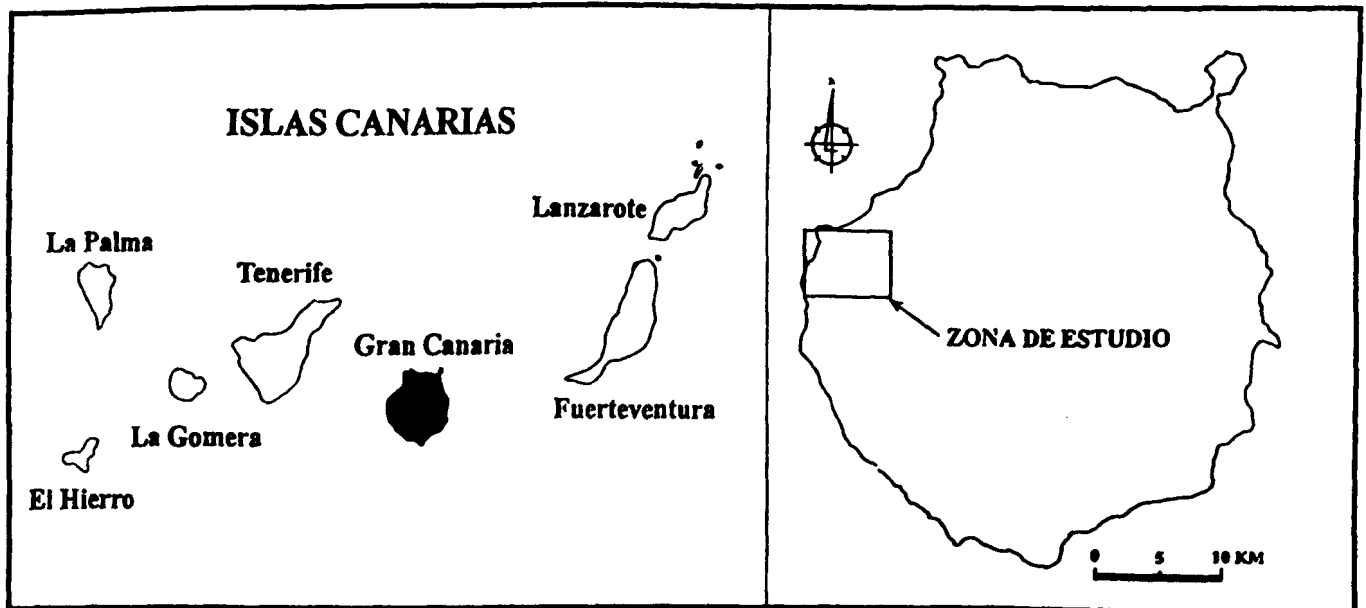 ISLAS CANARIAS
Lanzarote
La Palma
Tenerife
Gran Canaria
Fuerteventura
La Gomera
El Hierro
ZONA DE ESTUDIO
0 5 10 KM